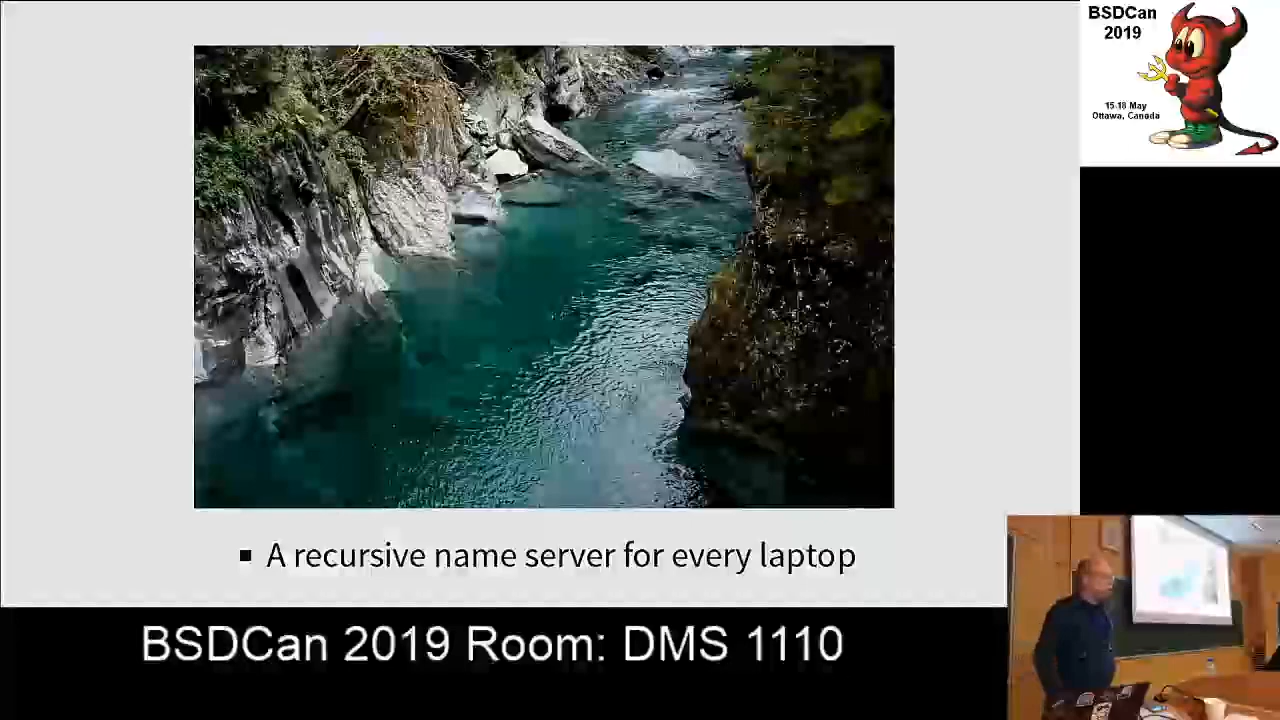 BSDCan
2019
15-18 May
Ottawa, Canada
▪ A recursive name server for every laptop
BSDCan 2019 Room: DMS 1110